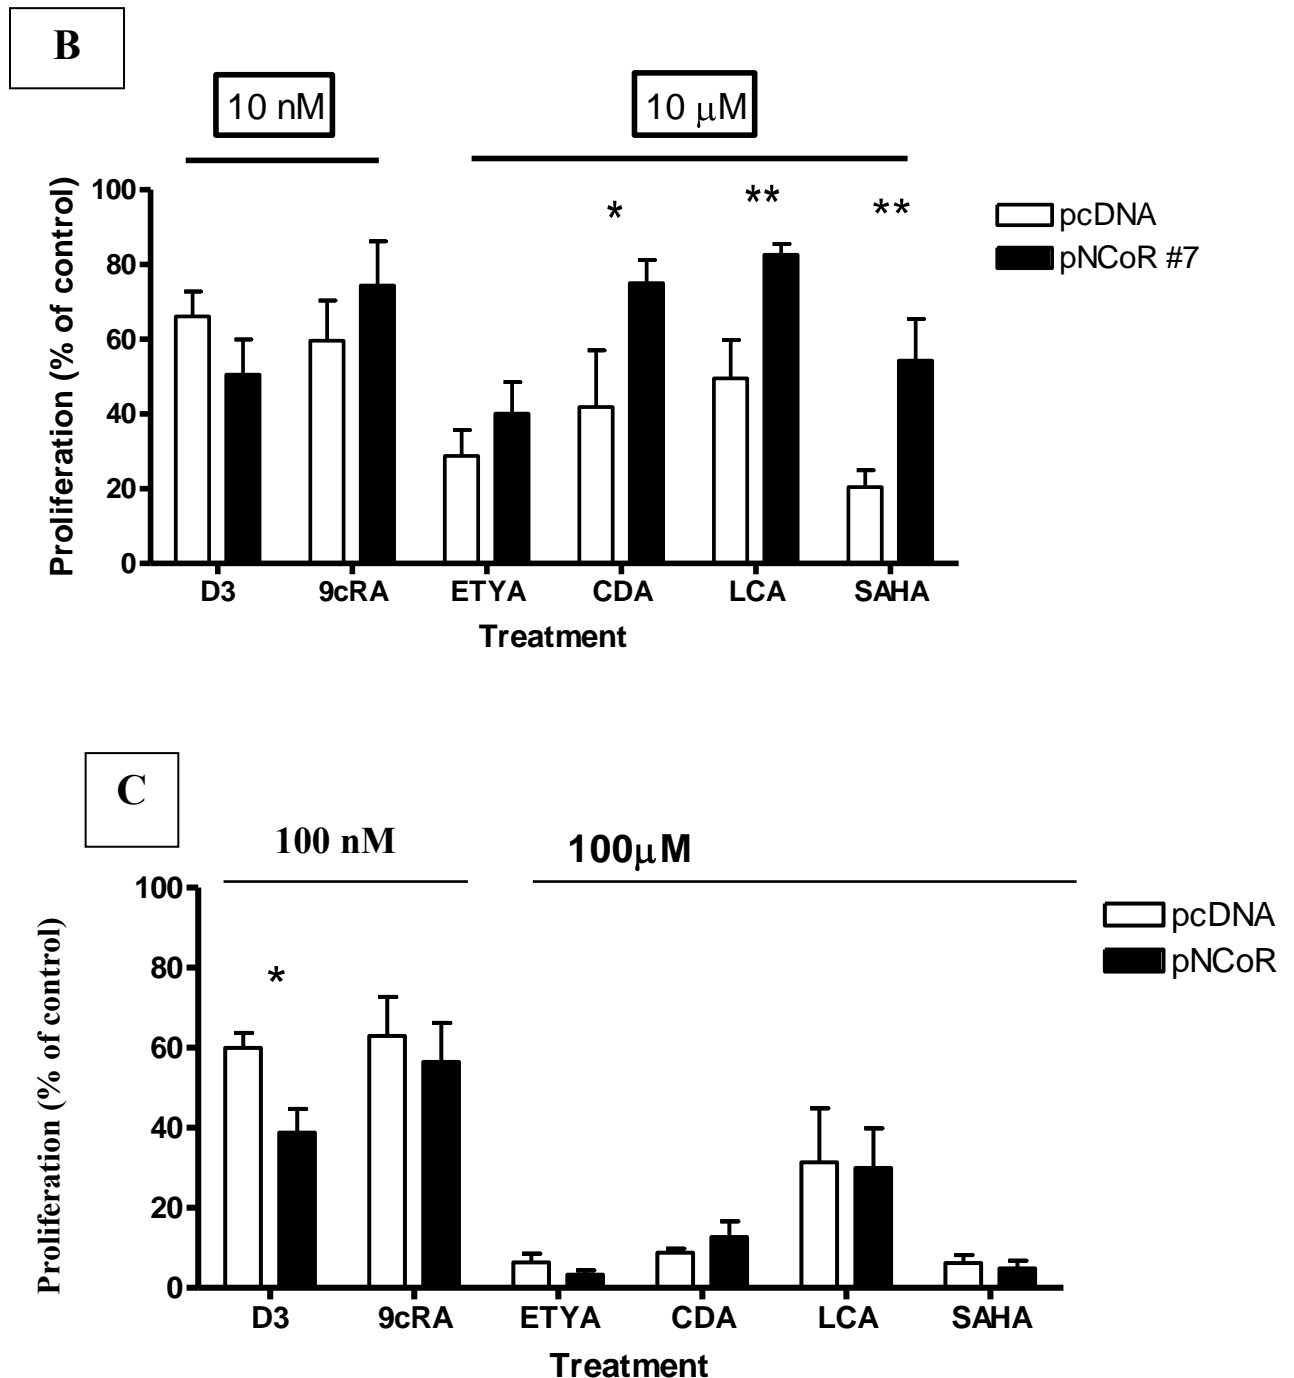 B
10 nM
10 μM
Proliferation (% of control)
100
80
60
40
20
0
*
**
**
pcDNA
pNCoR #7
D3 9cRA ETYA CDA LCA SAHA
Treatment
C
100 nM
100μM
Proliferation (% of control)
100
80
60
40
20
0
*
pcDNA
pNCoR
D3 9cRA ETYA CDA LCA SAHA
Treatment